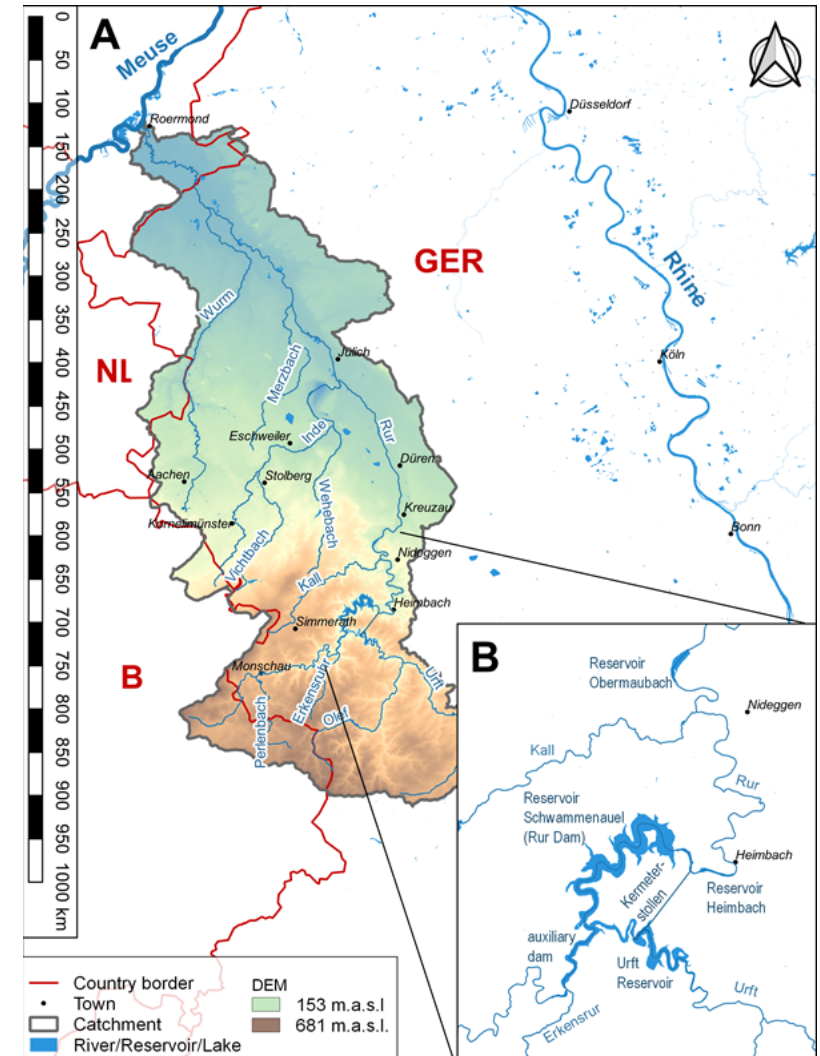 A
0
50
100
150
200
250
300
350
400
450
500
550
600
650
700
750
800
850
900
950
1000 km
Meuse
Roermond
Düsseldorf
GER
Rhine
Wurm
NL
Merzbach
Jülich
Köln
Eschweiler
Inde
Rur
Düren
Aachen
Stolberg
Wehebach
Kreuzau
Kornelimünster
Bonn
Vichtbach
Nideggen
Kall
Heimbach
Simmerath
B
Monschau
Erkensruhr
Urft
Perlenbach
Olef
B
Reservoir
Obermaubach
Nideggen
Kall
Rur
Reservoir
Schwammenauel
(Rur Dam)
Heimbach
Kermeter-
stollen
Reservoir
Heimbach
auxiliary
dam
Urft
Reservoir
Urft
Erkensrur
Country border
Town
Catchment
River/Reservoir/Lake
DEM
153 m.a.s.l
681 m.a.s.l.